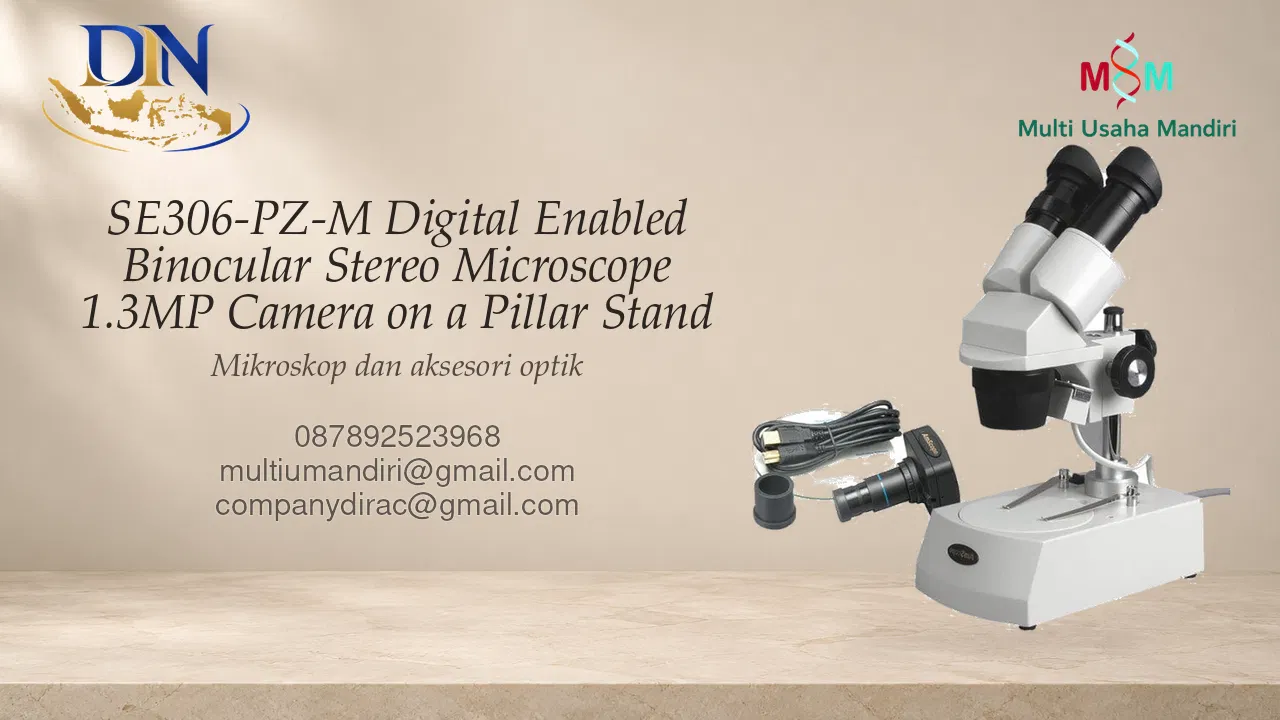 DN
M M
Multi Usaha Mandiri
SE306-PZ-M Digital Enabled
Binocular Stereo Microscope
1.3MP Camera on a Pillar Stand
Mikroskop dan aksesori optik
087892523968
multiumandiri@gmail.com
companydirac@gmail.com
AmScope